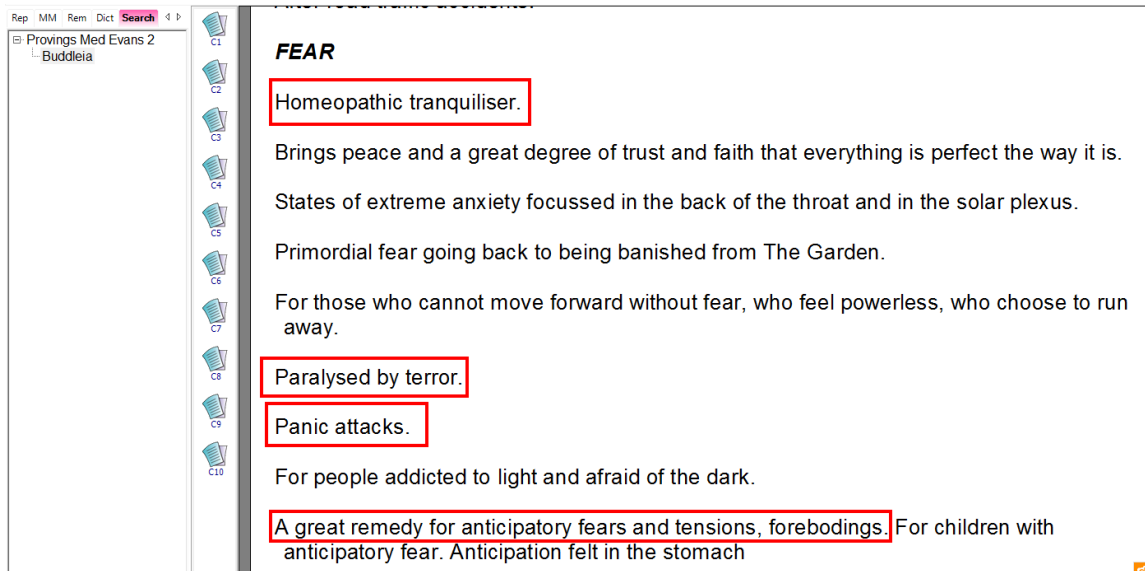 Rep MM Rem Dict Search
Provings Med Evans 2
Buddleia
C1
C2
C3
C4
C5
C6
C7
C8
C9
C10
After road traffic accidents.
FEAR
Homeopathic tranquiliser.
Brings peace and a great degree of trust and faith that everything is perfect the way it is.
States of extreme anxiety focussed in the back of the throat and in the solar plexus.
Primordial fear going back to being banished from The Garden.
For those who cannot move forward without fear, who feel powerless, who choose to run
away.
Paralysed by terror.
Panic attacks.
For people addicted to light and afraid of the dark.
A great remedy for anticipatory fears and tensions, forebodings. For children with
anticipatory fear. Anticipation felt in the stomach